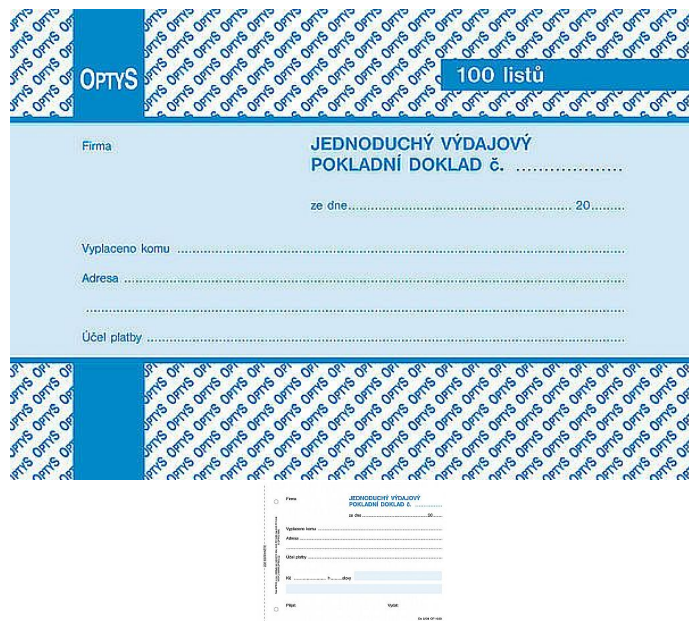 OPTYS
100 listů
Firma
JEDNODUCHÝ VÝDAJOVÝ
POKLADNÍ DOKLAD č. ...................
ze dne.......................................................... 20.........
Vyplaceno komu ..........................................................
Adresa ..........................................................
..........................................................
Účel platby ..........................................................
Firma
JEDNODUCHÝ VÝDAJOVÝ
POKLADNÍ DOKLAD č. ..............
ze dne .............................. 20......
Vyplaceno komu ..............................
Adresa ..............................
..............................
Účel platby ..............................
Kč .............. h ........ slovy
Přijal: Vydal: